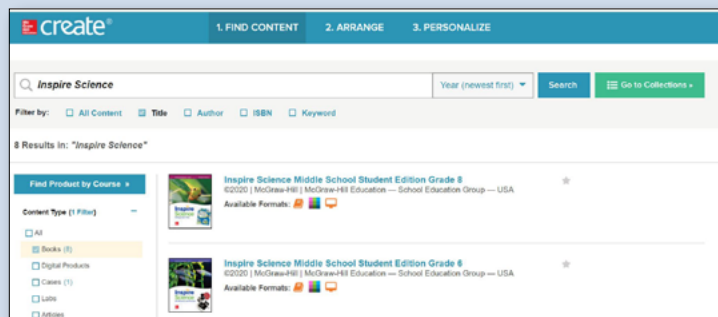 create®
1. FIND CONTENT 2. ARRANGE 3. PERSONALIZE
Inspire Science Year (newest first) Search Go to Collections »
Filter by: All Content Title Author ISBN Keyword
8 Results in: "Inspire Science"
Find Product by Course »
Content Type (1 Filter) −
All
Books (8)
Digital Products
Cases (1)
Labs
Articles
Inspire Science Middle School Student Edition Grade 8
©2020 | McGraw-Hill | McGraw-Hill Education — School Education Group — USA
Available Formats:
Inspire Science Middle School Student Edition Grade 6
©2020 | McGraw-Hill | McGraw-Hill Education — School Education Group — USA
Available Formats: